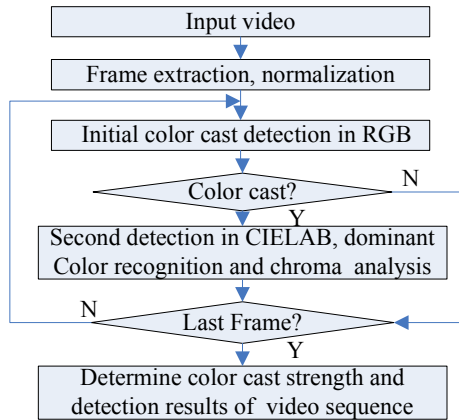 Input video
Frame extraction, normalization
Initial color cast detection in RGB
Color cast?
N
Y
Second detection in CIELAB, dominant
Color recognition and chroma analysis
N
Last Frame?
Y
Determine color cast strength and
detection results of video sequence